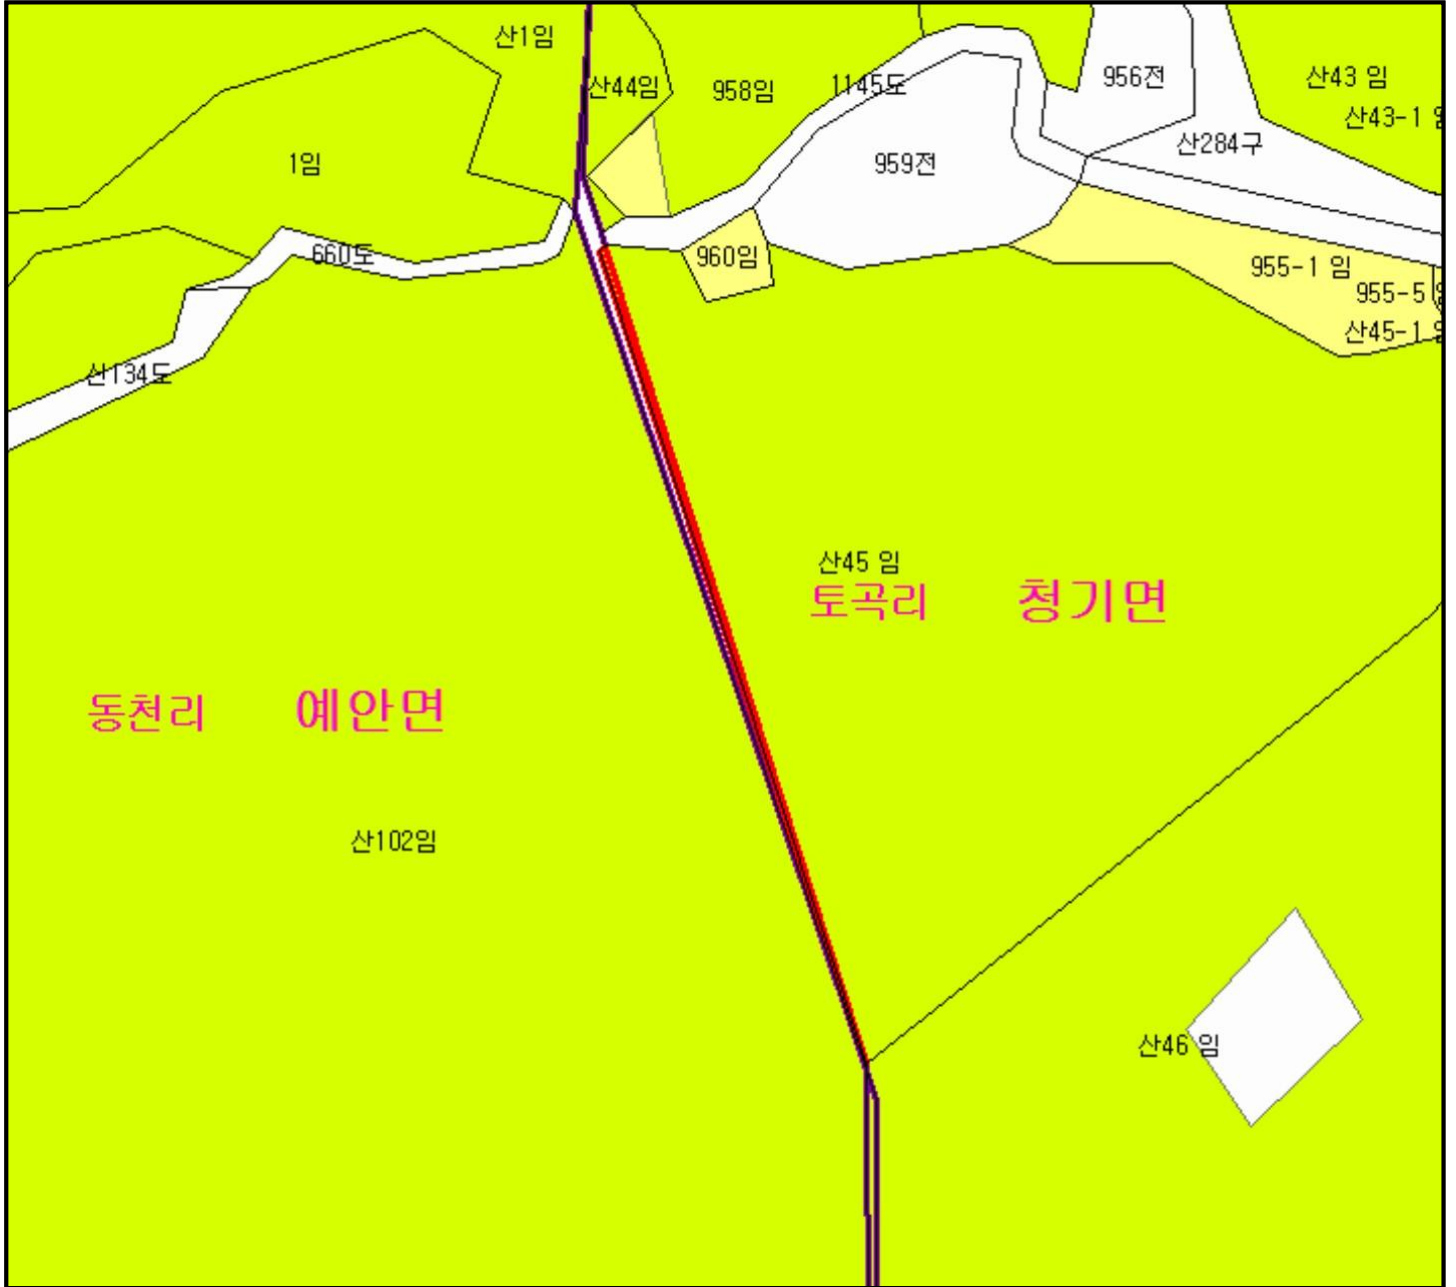 산1임
산44임
958임
1145도
956전
산43 임
산43-1
산284구
1임
959전
660도
960임
955-1 임
955-5
산45-1
산134도
산45 임
토곡리 청기면
동천리 예안면
산102임
산46 임